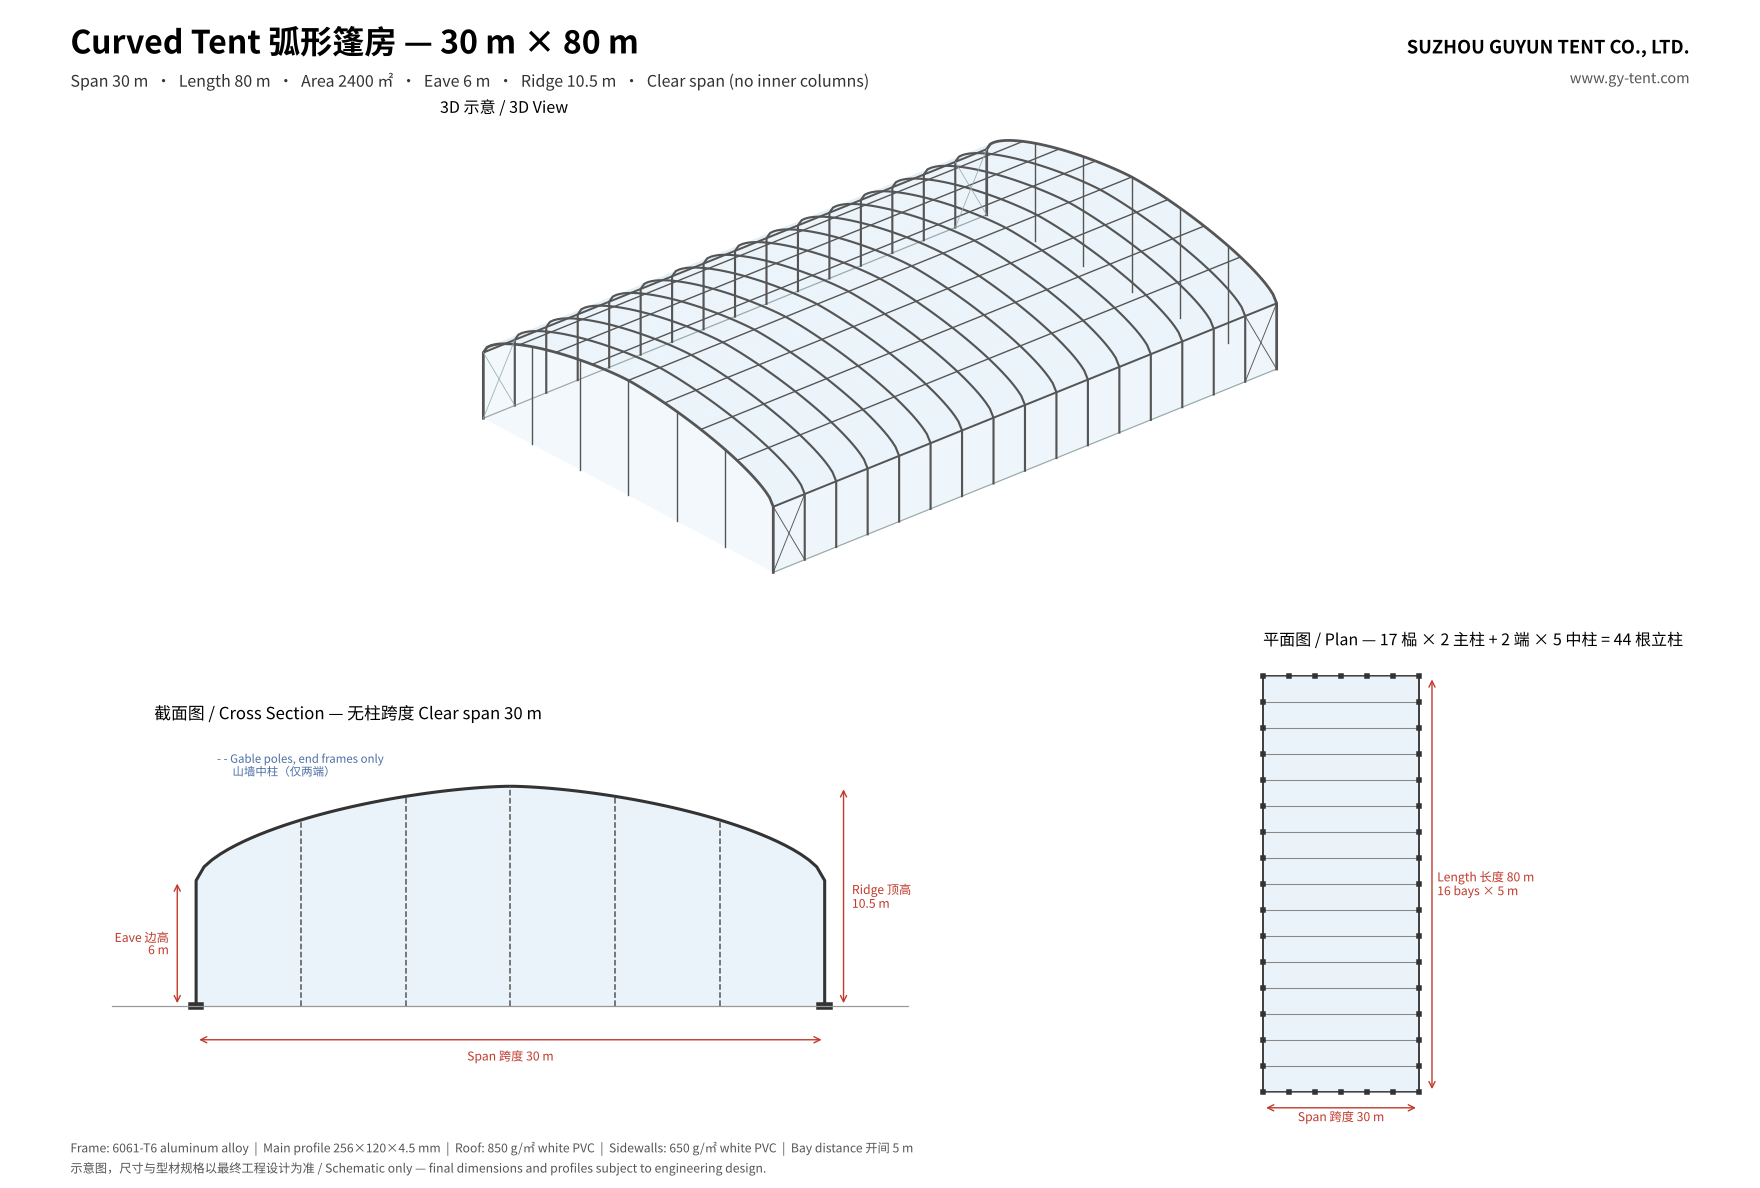 Curved Tent 弧形篷房 — 30 m × 80 m
SUZHOU GUYUN TENT CO., LTD.
Span 30 m • Length 80 m • Area 2400 ㎡ • Eave 6 m • Ridge 10.5 m • Clear span (no inner columns)
www.gy-tent.com
3D 示意 / 3D View
平面图 / Plan — 17 榀 × 2 主柱 + 2 端 × 5 中柱 = 44 根立柱
截面图 / Cross Section — 无柱跨度 Clear span 30 m
- - Gable poles, end frames only
山墙中柱（仅两端）
Ridge 顶高
10.5 m
Eave 边高
6 m
Span 跨度 30 m
Length 长度 80 m
16 bays × 5 m
Span 跨度 30 m
Frame: 6061-T6 aluminum alloy | Main profile 256×120×4.5 mm | Roof: 850 g/㎡ white PVC | Sidewalls: 650 g/㎡ white PVC | Bay distance 开间 5 m
示意图，尺寸与型材规格以最终工程设计为准 / Schematic only — final dimensions and profiles subject to engineering design.